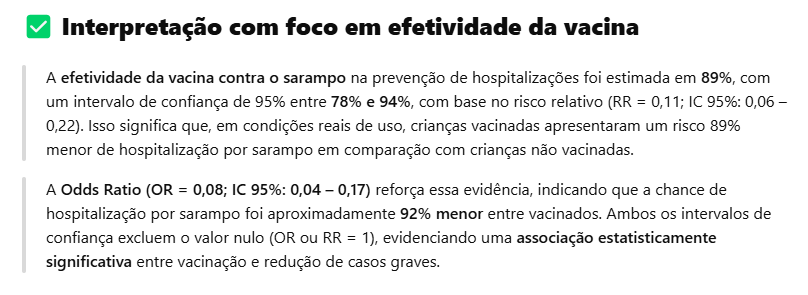 Interpretação com foco em efetividade da vacina
A efetividade da vacina contra o sarampo na prevenção de hospitalizações foi estimada em 89%, com
um intervalo de confiança de 95% entre 78% e 94%, com base no risco relativo (RR = 0,11; IC 95%: 0,06 –
0,22). Isso significa que, em condições reais de uso, crianças vacinadas apresentaram um risco 89%
menor de hospitalização por sarampo em comparação com crianças não vacinadas.
A Odds Ratio (OR = 0,08; IC 95%: 0,04 – 0,17) reforça essa evidência, indicando que a chance de
hospitalização por sarampo foi aproximadamente 92% menor entre vacinados. Ambos os intervalos de
confiança excluem o valor nulo (OR ou RR = 1), evidenciando uma associação estatisticamente
significativa entre vacinação e redução de casos graves.